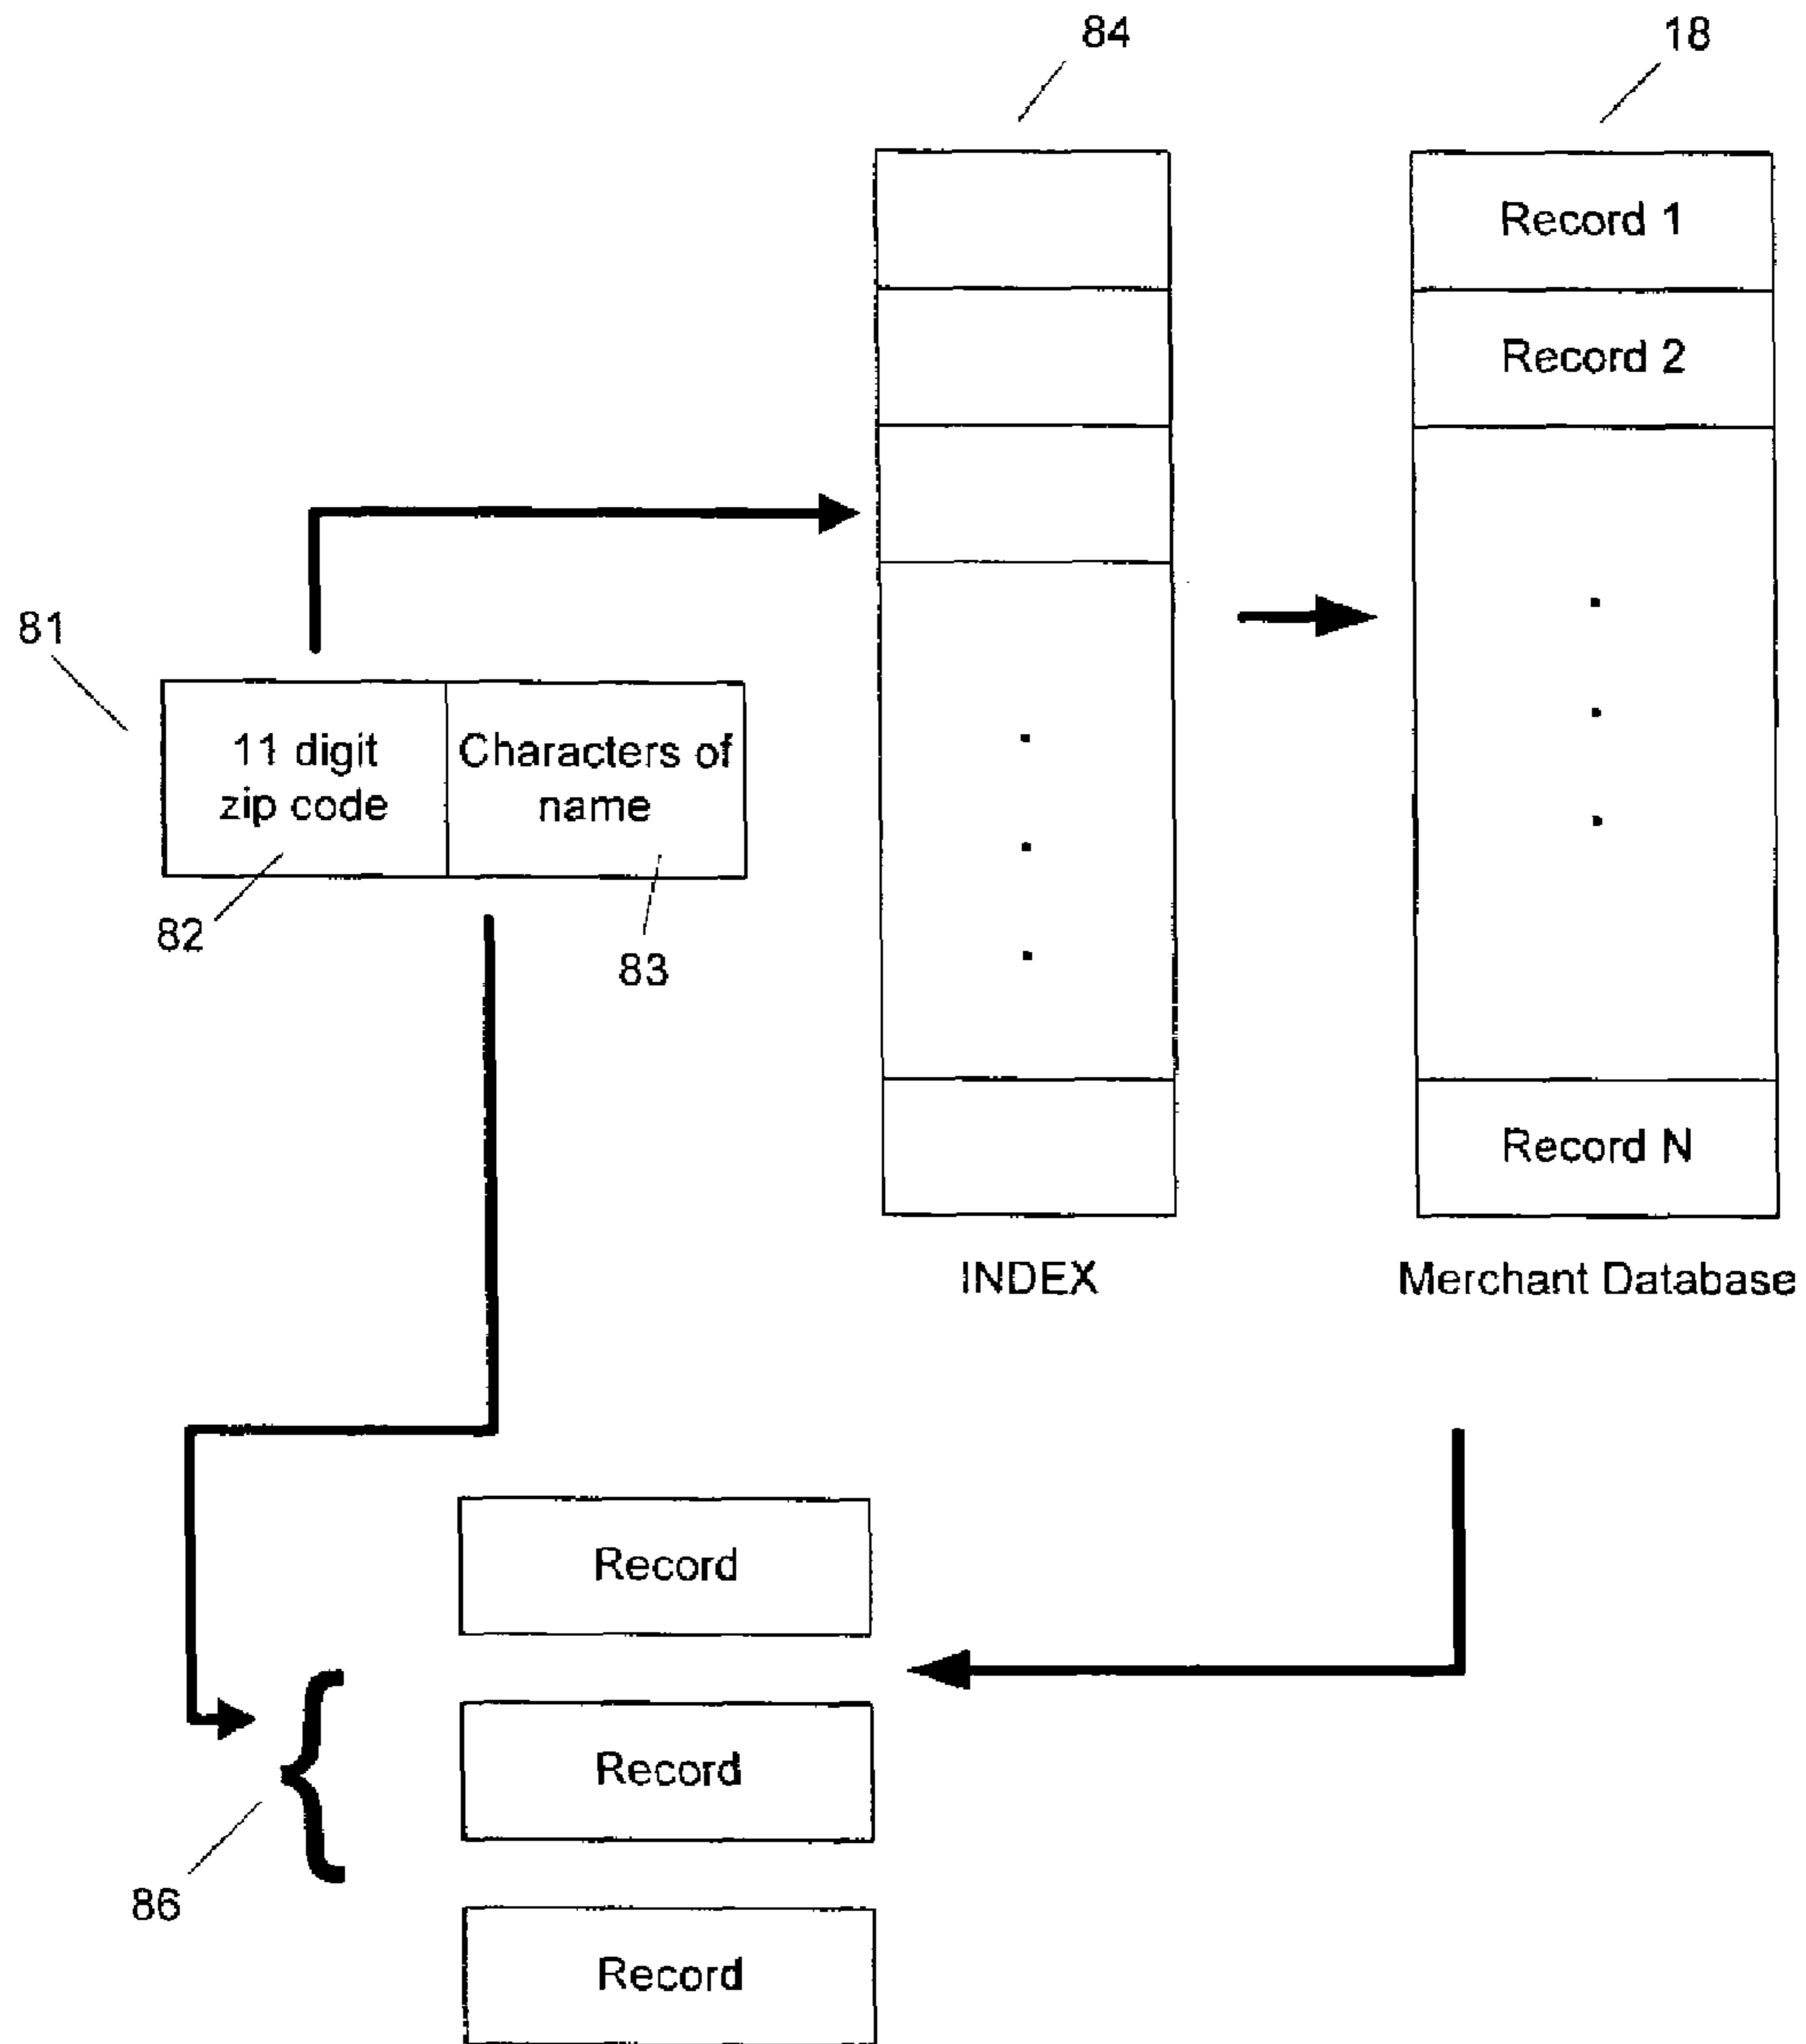 84
18
Record 1
Record 2
81
11 digit
zip code
Characters of
name
82
83
Record N
INDEX
Merchant Database
Record
Record
86
Record